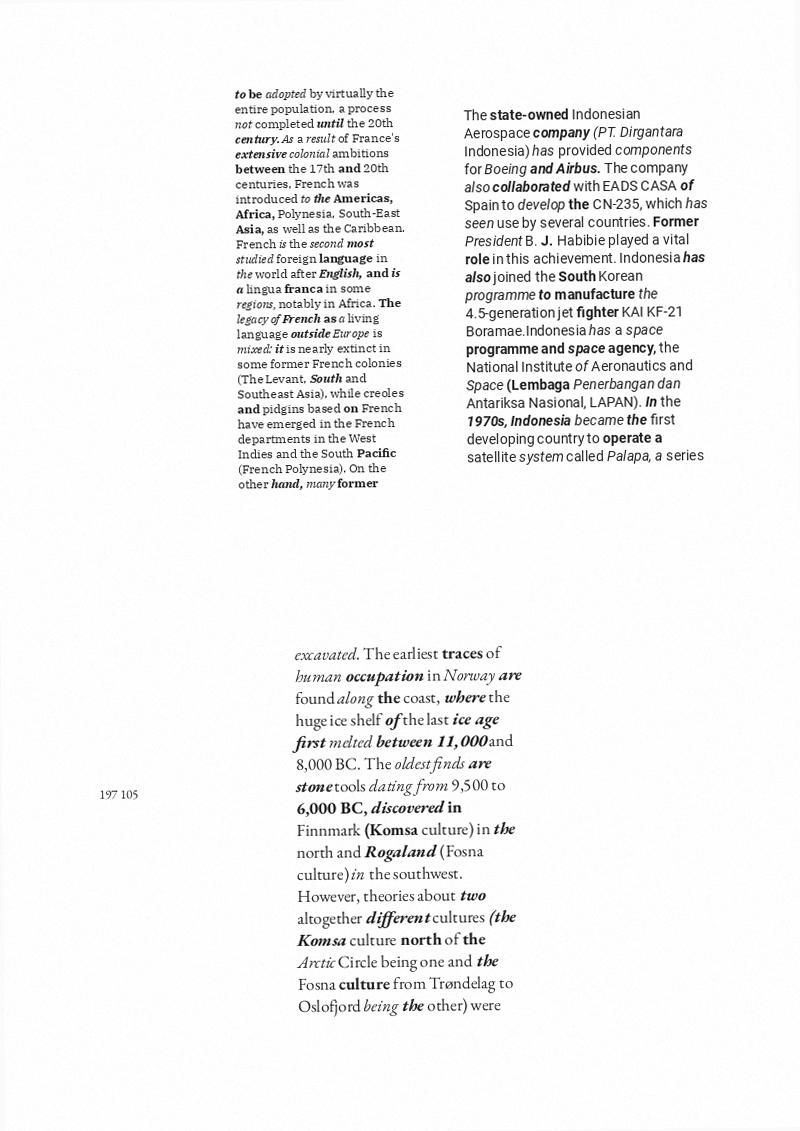 to be adopted by virtually the
entire population, a process
not completed until the 20th
century. As a result of France's
extensive colonial ambitions
between the 17th and 20th
centuries, French was
introduced to the Americas,
Africa, Polynesia, South-East
Asia, as well as the Caribbean.
French is the second most
studied foreign language in
the world after English, and is
a lingua franca in some
regions, notably in Africa. The
legacy of French as a living
language outside Europe is
mixed: it is nearly extinct in
some former French colonies
(The Levant, South and
Southeast Asia), while creoles
and pidgins based on French
have emerged in the French
departments in the West
Indies and the South Pacific
(French Polynesia). On the
other hand, many former
The state-owned Indonesian
Aerospace company (PT. Dirgantara
Indonesia) has provided components
for Boeing and Airbus. The company
also collaborated with EADS CASA of
Spain to develop the CN-235, which has
seen use by several countries. Former
President B. J. Habibie played a vital
role in this achievement. Indonesia has
also joined the South Korean
programme to manufacture the
4.5-generation jet fighter KAI KF-21
Boramae.Indonesia has a space
programme and space agency, the
National Institute of Aeronautics and
Space (Lembaga Penerbangan dan
Antariksa Nasional, LAPAN). In the
1970s, Indonesia became the first
developing country to operate a
satellite system called Palapa, a series
197 105
excavated. The earliest traces of
human occupation in Norway are
found along the coast, where the
huge ice shelf of the last ice age
first melted between 11,000 and
8,000 BC. The oldest finds are
stone tools dating from 9,500 to
6,000 BC, discovered in
Finnmark (Komsa culture) in the
north and Rogaland (Fosna
culture) in the southwest.
However, theories about two
altogether different cultures (the
Komsa culture north of the
Arctic Circle being one and the
Fosna culture from Trøndelag to
Oslofjord being the other) were